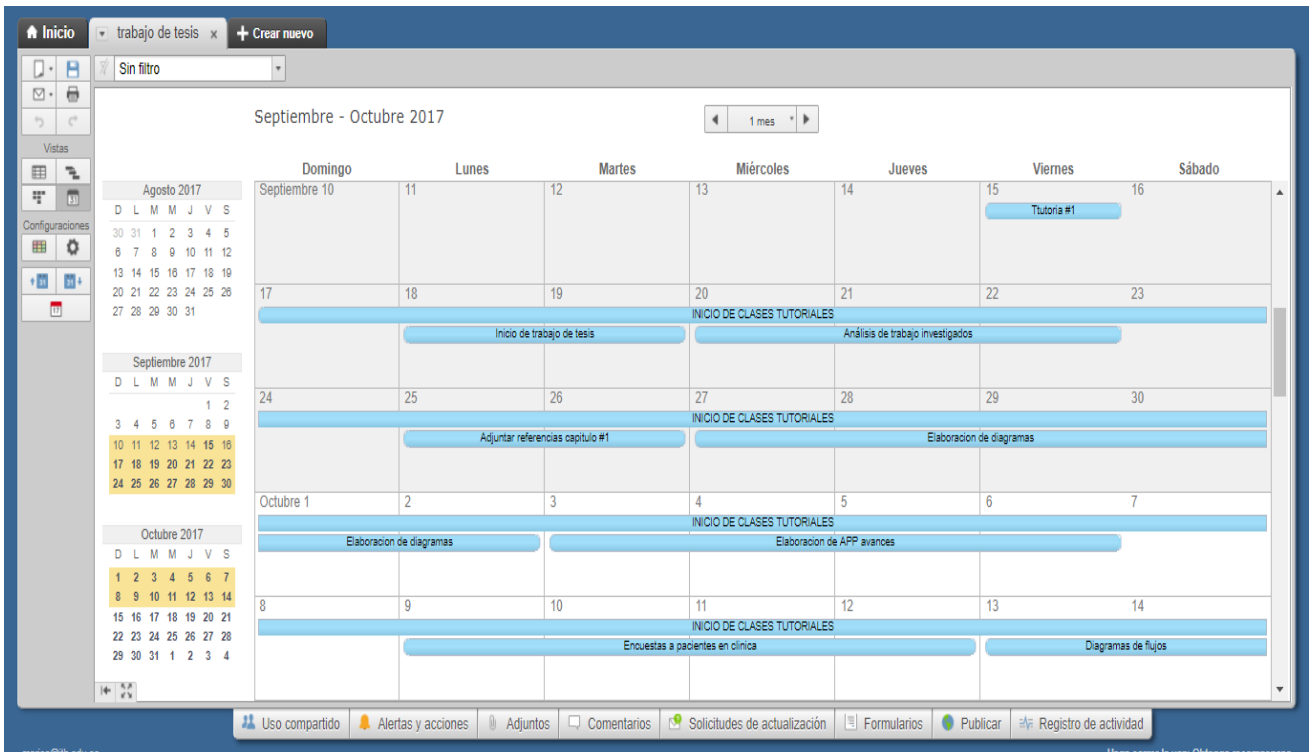 Inicio
trabajo de tesis x
Crear nuevo
Sin filtro
Septiembre - Octubre 2017
1 mes
Vistas
Configuraciones
Agosto 2017
D L M M J V S
30 31 1 2 3 4 5
6 7 8 9 10 11 12
13 14 15 16 17 18 19
20 21 22 23 24 25 26
27 28 29 30 31
Septiembre 2017
D L M M J V S
1 2
3 4 5 6 7 8 9
10 11 12 13 14 15 16
17 18 19 20 21 22 23
24 25 26 27 28 29 30
Octubre 2017
D L M M J V S
1 2 3 4 5 6 7
8 9 10 11 12 13 14
15 16 17 18 19 20 21
22 23 24 25 26 27 28
29 30 31 1 2 3 4
Domingo Lunes Martes Miércoles Jueves Viernes Sábado
Septiembre 10 11 12 13 14 15 16
Ttutoria #1
17 18 19 20 21 22 23
INICIO DE CLASES TUTORIALES
Inicio de trabajo de tesis Análisis de trabajo investigados
24 25 26 27 28 29 30
INICIO DE CLASES TUTORIALES
Adjuntar referencias capitulo #1 Elaboracion de diagramas
Octubre 1 2 3 4 5 6 7
INICIO DE CLASES TUTORIALES
Elaboracion de diagramas Elaboracion de APP avances
8 9 10 11 12 13 14
INICIO DE CLASES TUTORIALES
Encuestas a pacientes en clinica Diagramas de flujos
Uso compartido Alertas y acciones Adjuntos Comentarios Solicitudes de actualización Formularios Publicar Registro de actividad